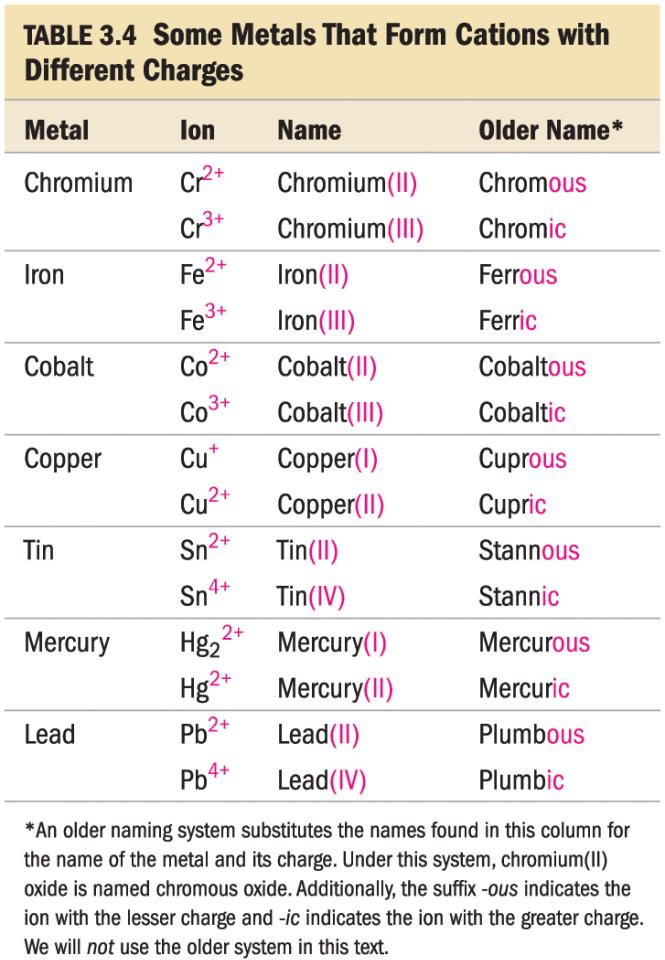 TABLE 3.4 Some Metals That Form Cations with
Different Charges
Metal Ion Name Older Name*
Chromium Cr²⁺ Chromium(II) Chromous
Cr³⁺ Chromium(III) Chromic
Iron Fe²⁺ Iron(II) Ferrous
Fe³⁺ Iron(III) Ferric
Cobalt Co²⁺ Cobalt(II) Cobaltous
Co³⁺ Cobalt(III) Cobaltic
Copper Cu⁺ Copper(I) Cuprous
Cu²⁺ Copper(II) Cupric
Tin Sn²⁺ Tin(II) Stannous
Sn⁴⁺ Tin(IV) Stannic
Mercury Hg₂²⁺ Mercury(I) Mercurous
Hg²⁺ Mercury(II) Mercuric
Lead Pb²⁺ Lead(II) Plumbous
Pb⁴⁺ Lead(IV) Plumbic
*An older naming system substitutes the names found in this column for
the name of the metal and its charge. Under this system, chromium(II)
oxide is named chromous oxide. Additionally, the suffix -ous indicates the
ion with the lesser charge and -ic indicates the ion with the greater charge.
We will not use the older system in this text.